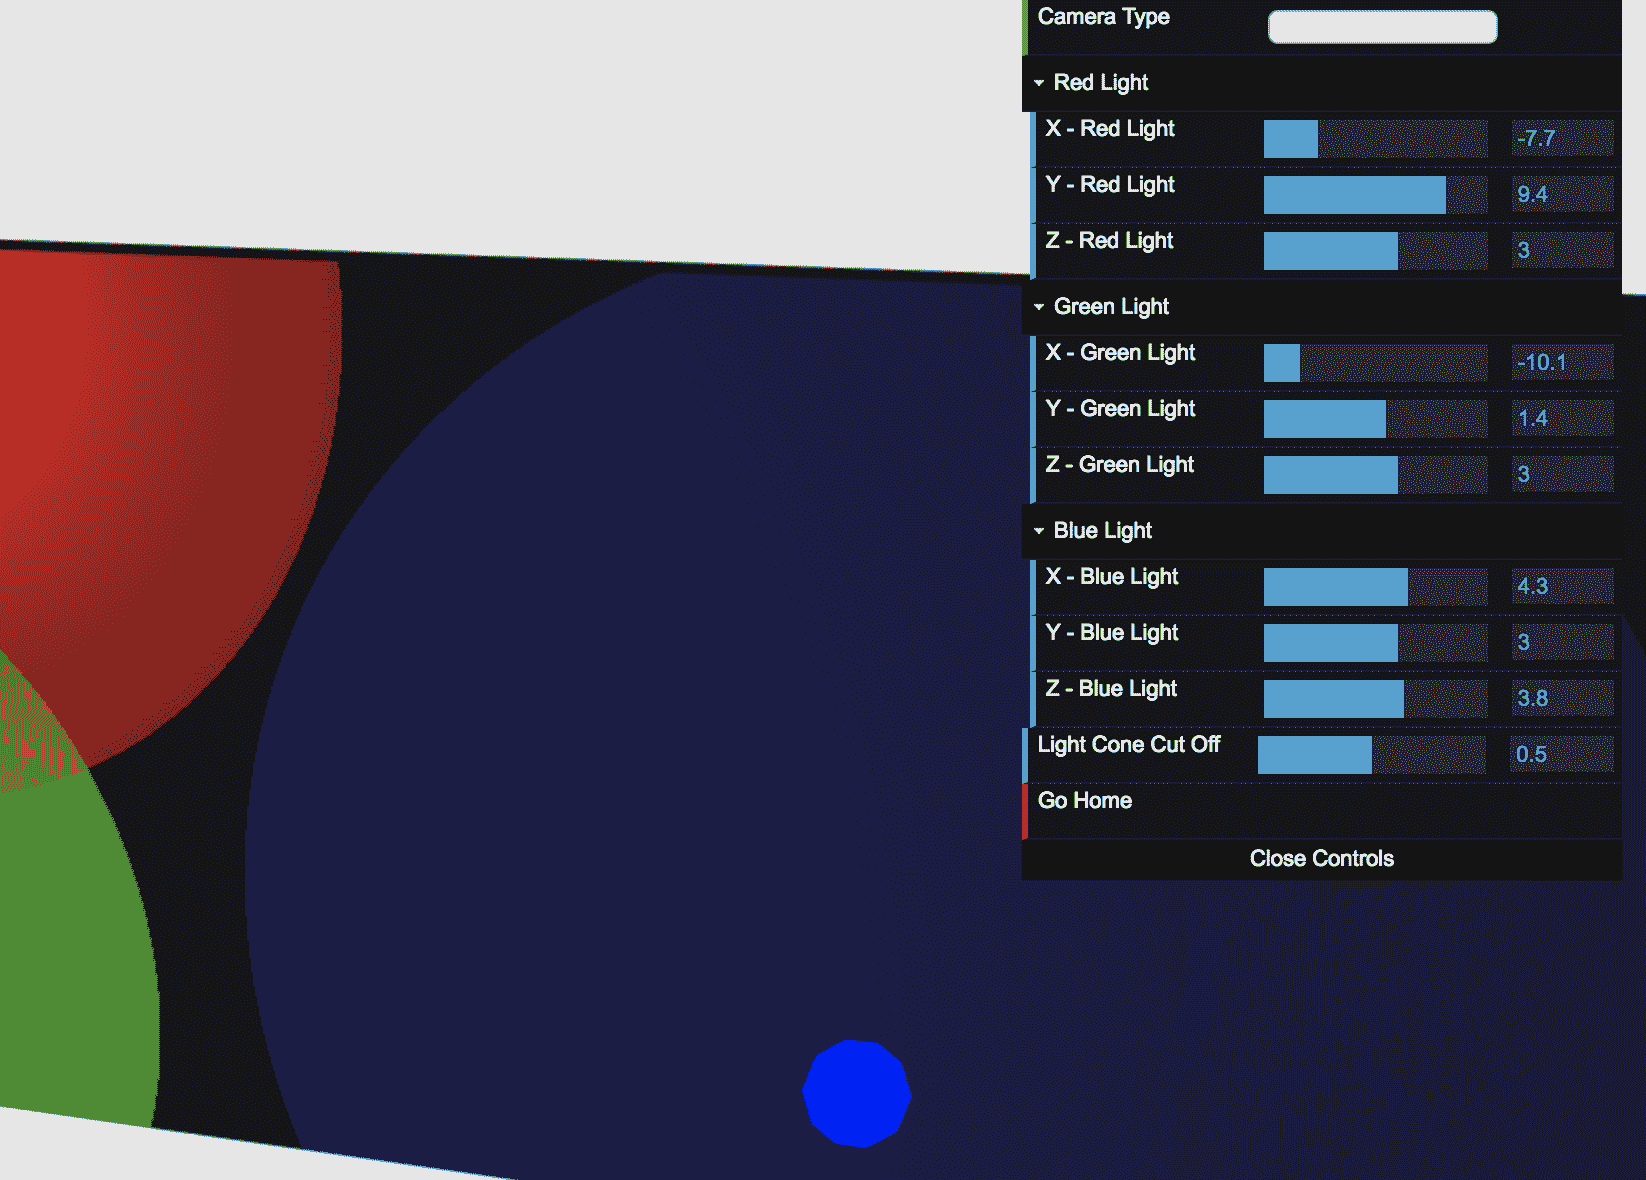 Camera Type
Red Light
X - Red Light -7.7
Y - Red Light 9.4
Z - Red Light 3
Green Light
X - Green Light -10.1
Y - Green Light 1.4
Z - Green Light 3
Blue Light
X - Blue Light 4.3
Y - Blue Light 3
Z - Blue Light 3.8
Light Cone Cut Off 0.5
Go Home
Close Controls